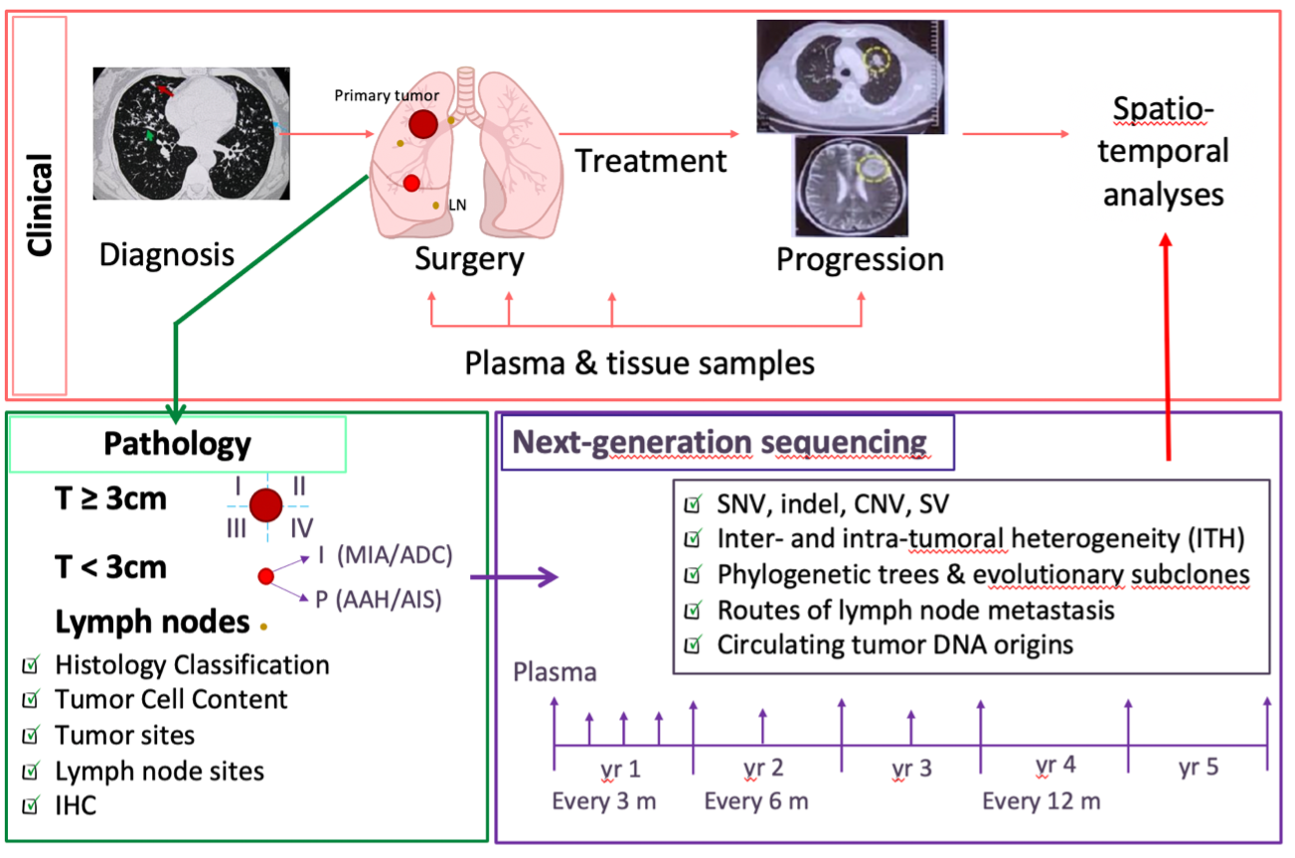 Clinical
Primary tumor
LN
Diagnosis
Surgery
Treatment
Progression
Spatio-
temporal
analyses
Plasma & tissue samples
Pathology
T ≥ 3cm
I
II
III
IV
T < 3cm
I (MIA/ADC)
P (AAH/AIS)
Lymph nodes
Histology Classification
Tumor Cell Content
Tumor sites
Lymph node sites
IHC
Next-generation sequencing
SNV, indel, CNV, SV
Inter- and intra-tumoral heterogeneity (ITH)
Phylogenetic trees & evolutionary subclones
Routes of lymph node metastasis
Circulating tumor DNA origins
Plasma
yr 1
yr 2
yr 3
yr 4
yr 5
Every 3 m
Every 6 m
Every 12 m